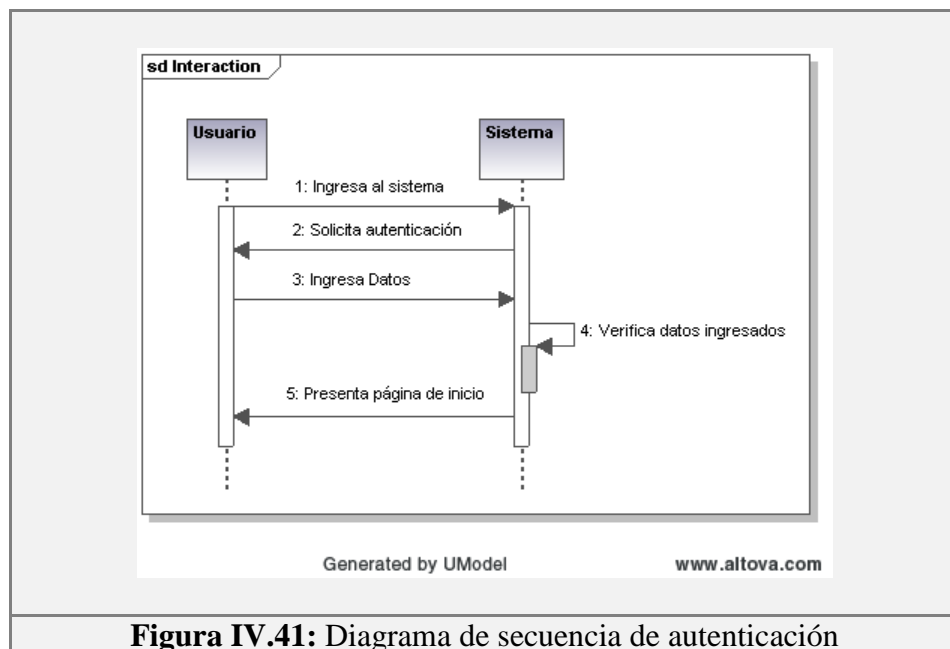 sd Interaction
Usuario Sistema
1: Ingresa al sistema
2: Solicita autenticación
3: Ingresa Datos
4: Verifica datos ingresados
5: Presenta página de inicio
Generated by UModel www.altova.com
Figura IV.41: Diagrama de secuencia de autenticación